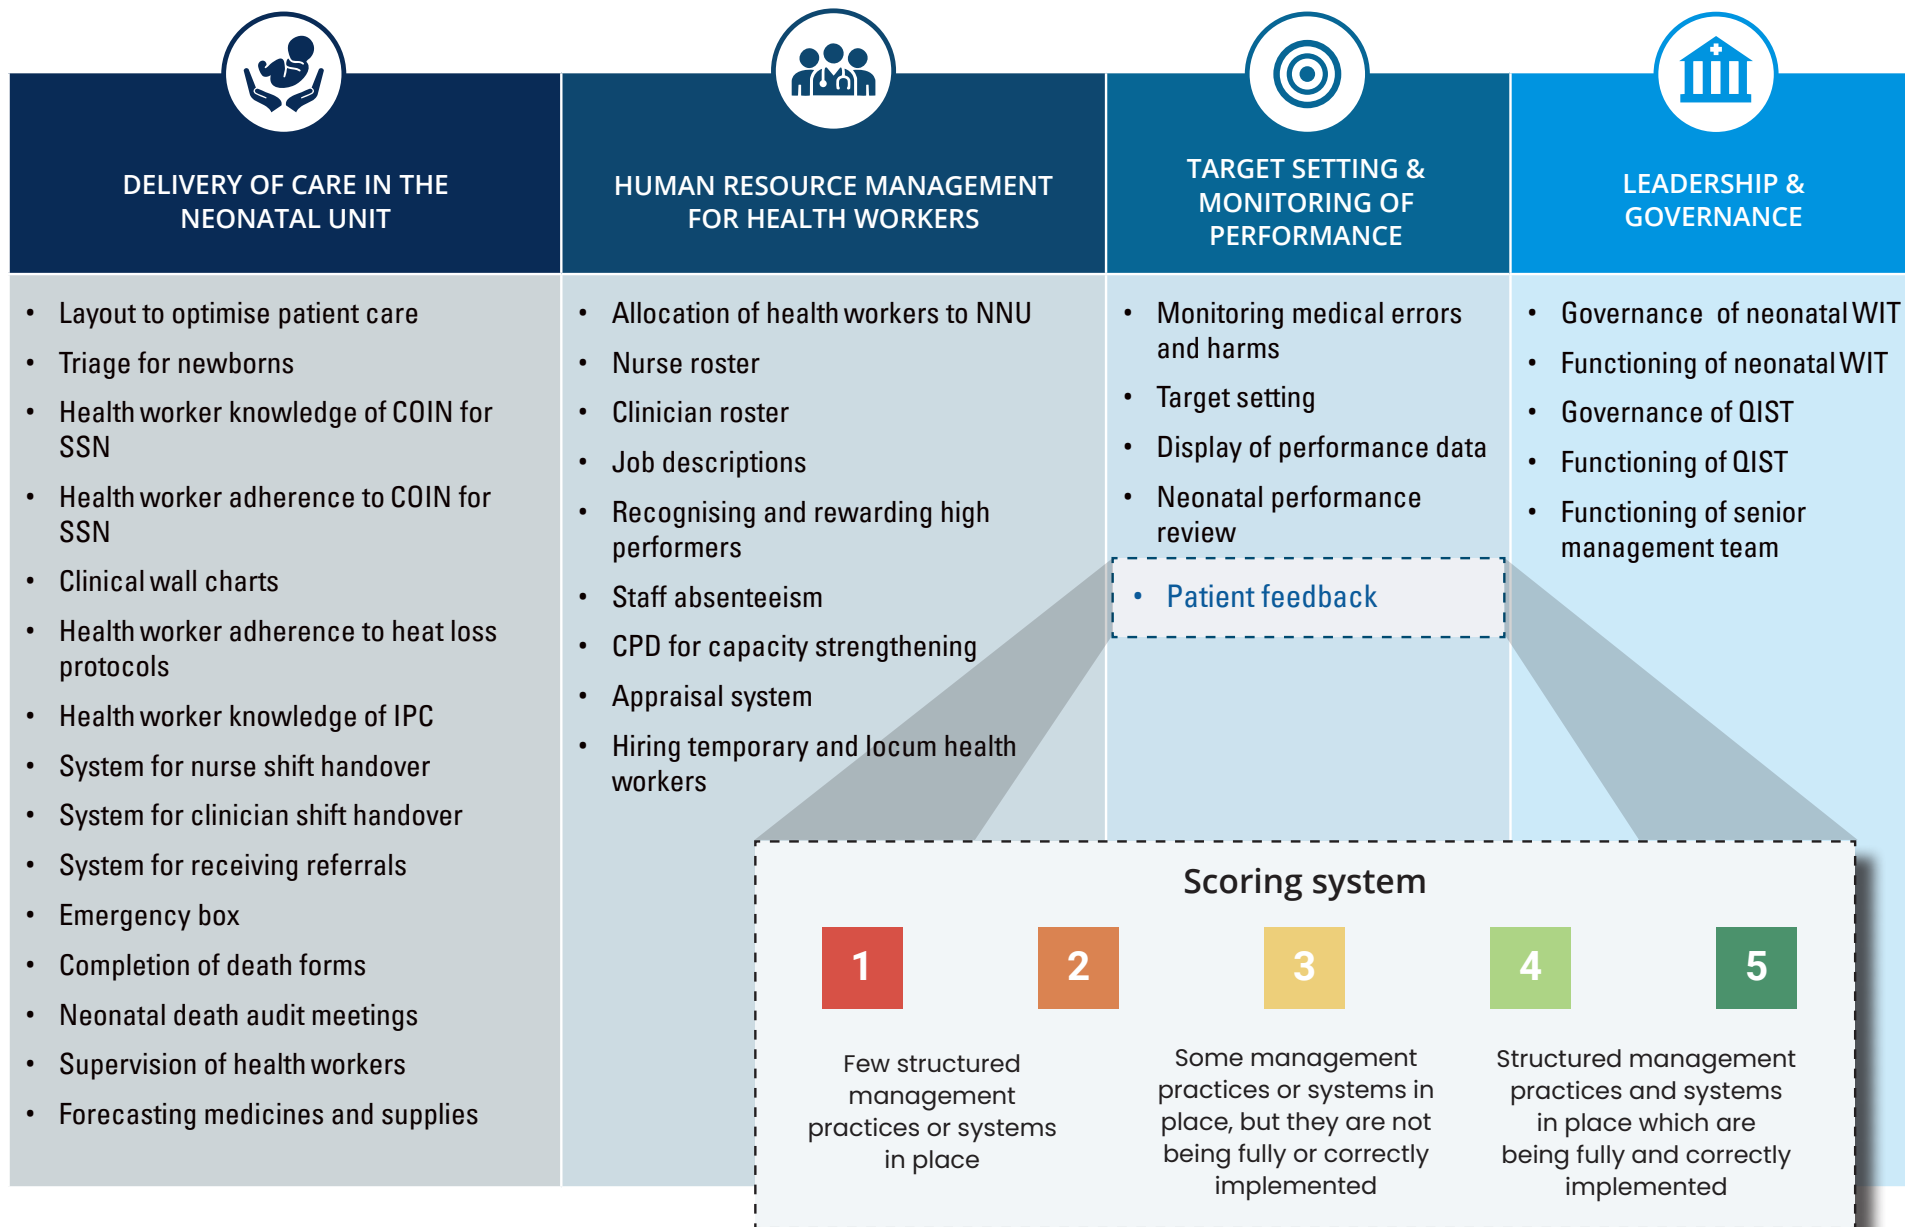 DELIVERY OF CARE IN THE
NEONATAL UNIT
• Layout to optimise patient care
• Triage for newborns
• Health worker knowledge of COIN for
SSN
• Health worker adherence to COIN for
SSN
• Clinical wall charts
• Health worker adherence to heat loss
protocols
• Health worker knowledge of IPC
• System for nurse shift handover
• System for clinician shift handover
• System for receiving referrals
• Emergency box
• Completion of death forms
• Neonatal death audit meetings
• Supervision of health workers
• Forecasting medicines and supplies
HUMAN RESOURCE MANAGEMENT
FOR HEALTH WORKERS
• Allocation of health workers to NNU
• Nurse roster
• Clinician roster
• Job descriptions
• Recognising and rewarding high
performers
• Staff absenteeism
• CPD for capacity strengthening
• Appraisal system
• Hiring temporary and locum health
workers
TARGET SETTING &
MONITORING OF
PERFORMANCE
• Monitoring medical errors
and harms
• Target setting
• Display of performance data
• Neonatal performance
review
• Patient feedback
LEADERSHIP &
GOVERNANCE
• Governance of neonatal WIT
• Functioning of neonatal WIT
• Governance of QIST
• Functioning of QIST
• Functioning of senior
management team
Scoring system
1 2 3 4 5
Few structured
management
practices or systems
in place
Some management
practices or systems in
place, but they are not
being fully or correctly
implemented
Structured management
practices and systems
in place which are
being fully and correctly
implemented